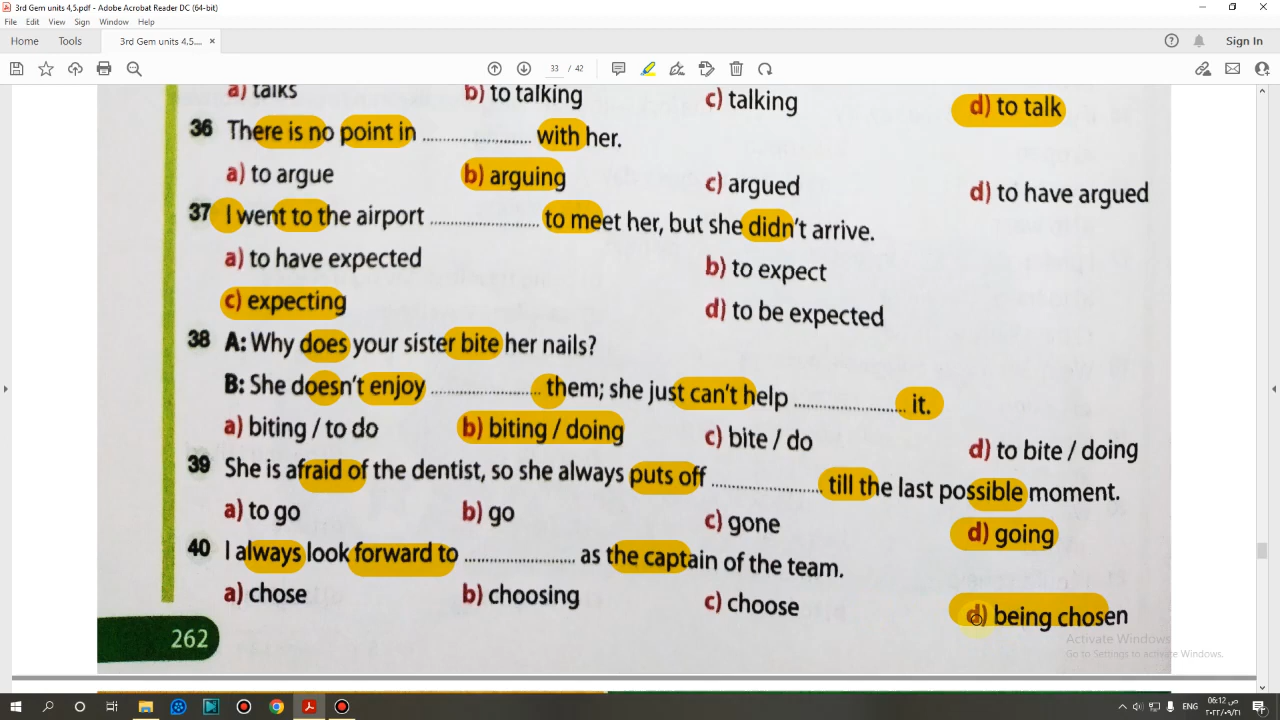 3rd Gem units 4,5.pdf - Adobe Acrobat Reader DC (64-bit)
File Edit View Sign Window Help
Home Tools 3rd Gem units 4,5.... × Sign In
33 / 42
a) talks b) to talking c) talking d) to talk
36 There is no point in .............................. with her.
a) to argue b) arguing c) argued d) to have argued
37 I went to the airport .............................. to meet her, but she didn't arrive.
a) to have expected b) to expect
c) expecting d) to be expected
38 A: Why does your sister bite her nails?
B: She doesn't enjoy .............................. them; she just can't help .............................. it.
a) biting / to do b) biting / doing c) bite / do d) to bite / doing
39 She is afraid of the dentist, so she always puts off .............................. till the last possible moment.
a) to go b) go c) gone d) going
40 I always look forward to .............................. as the captain of the team.
a) chose b) choosing c) choose d) being chosen
262
Activate Windows
Go to Settings to activate Windows.
ENG 06:12 ص
٢٠٢٢/٠٩/٢١